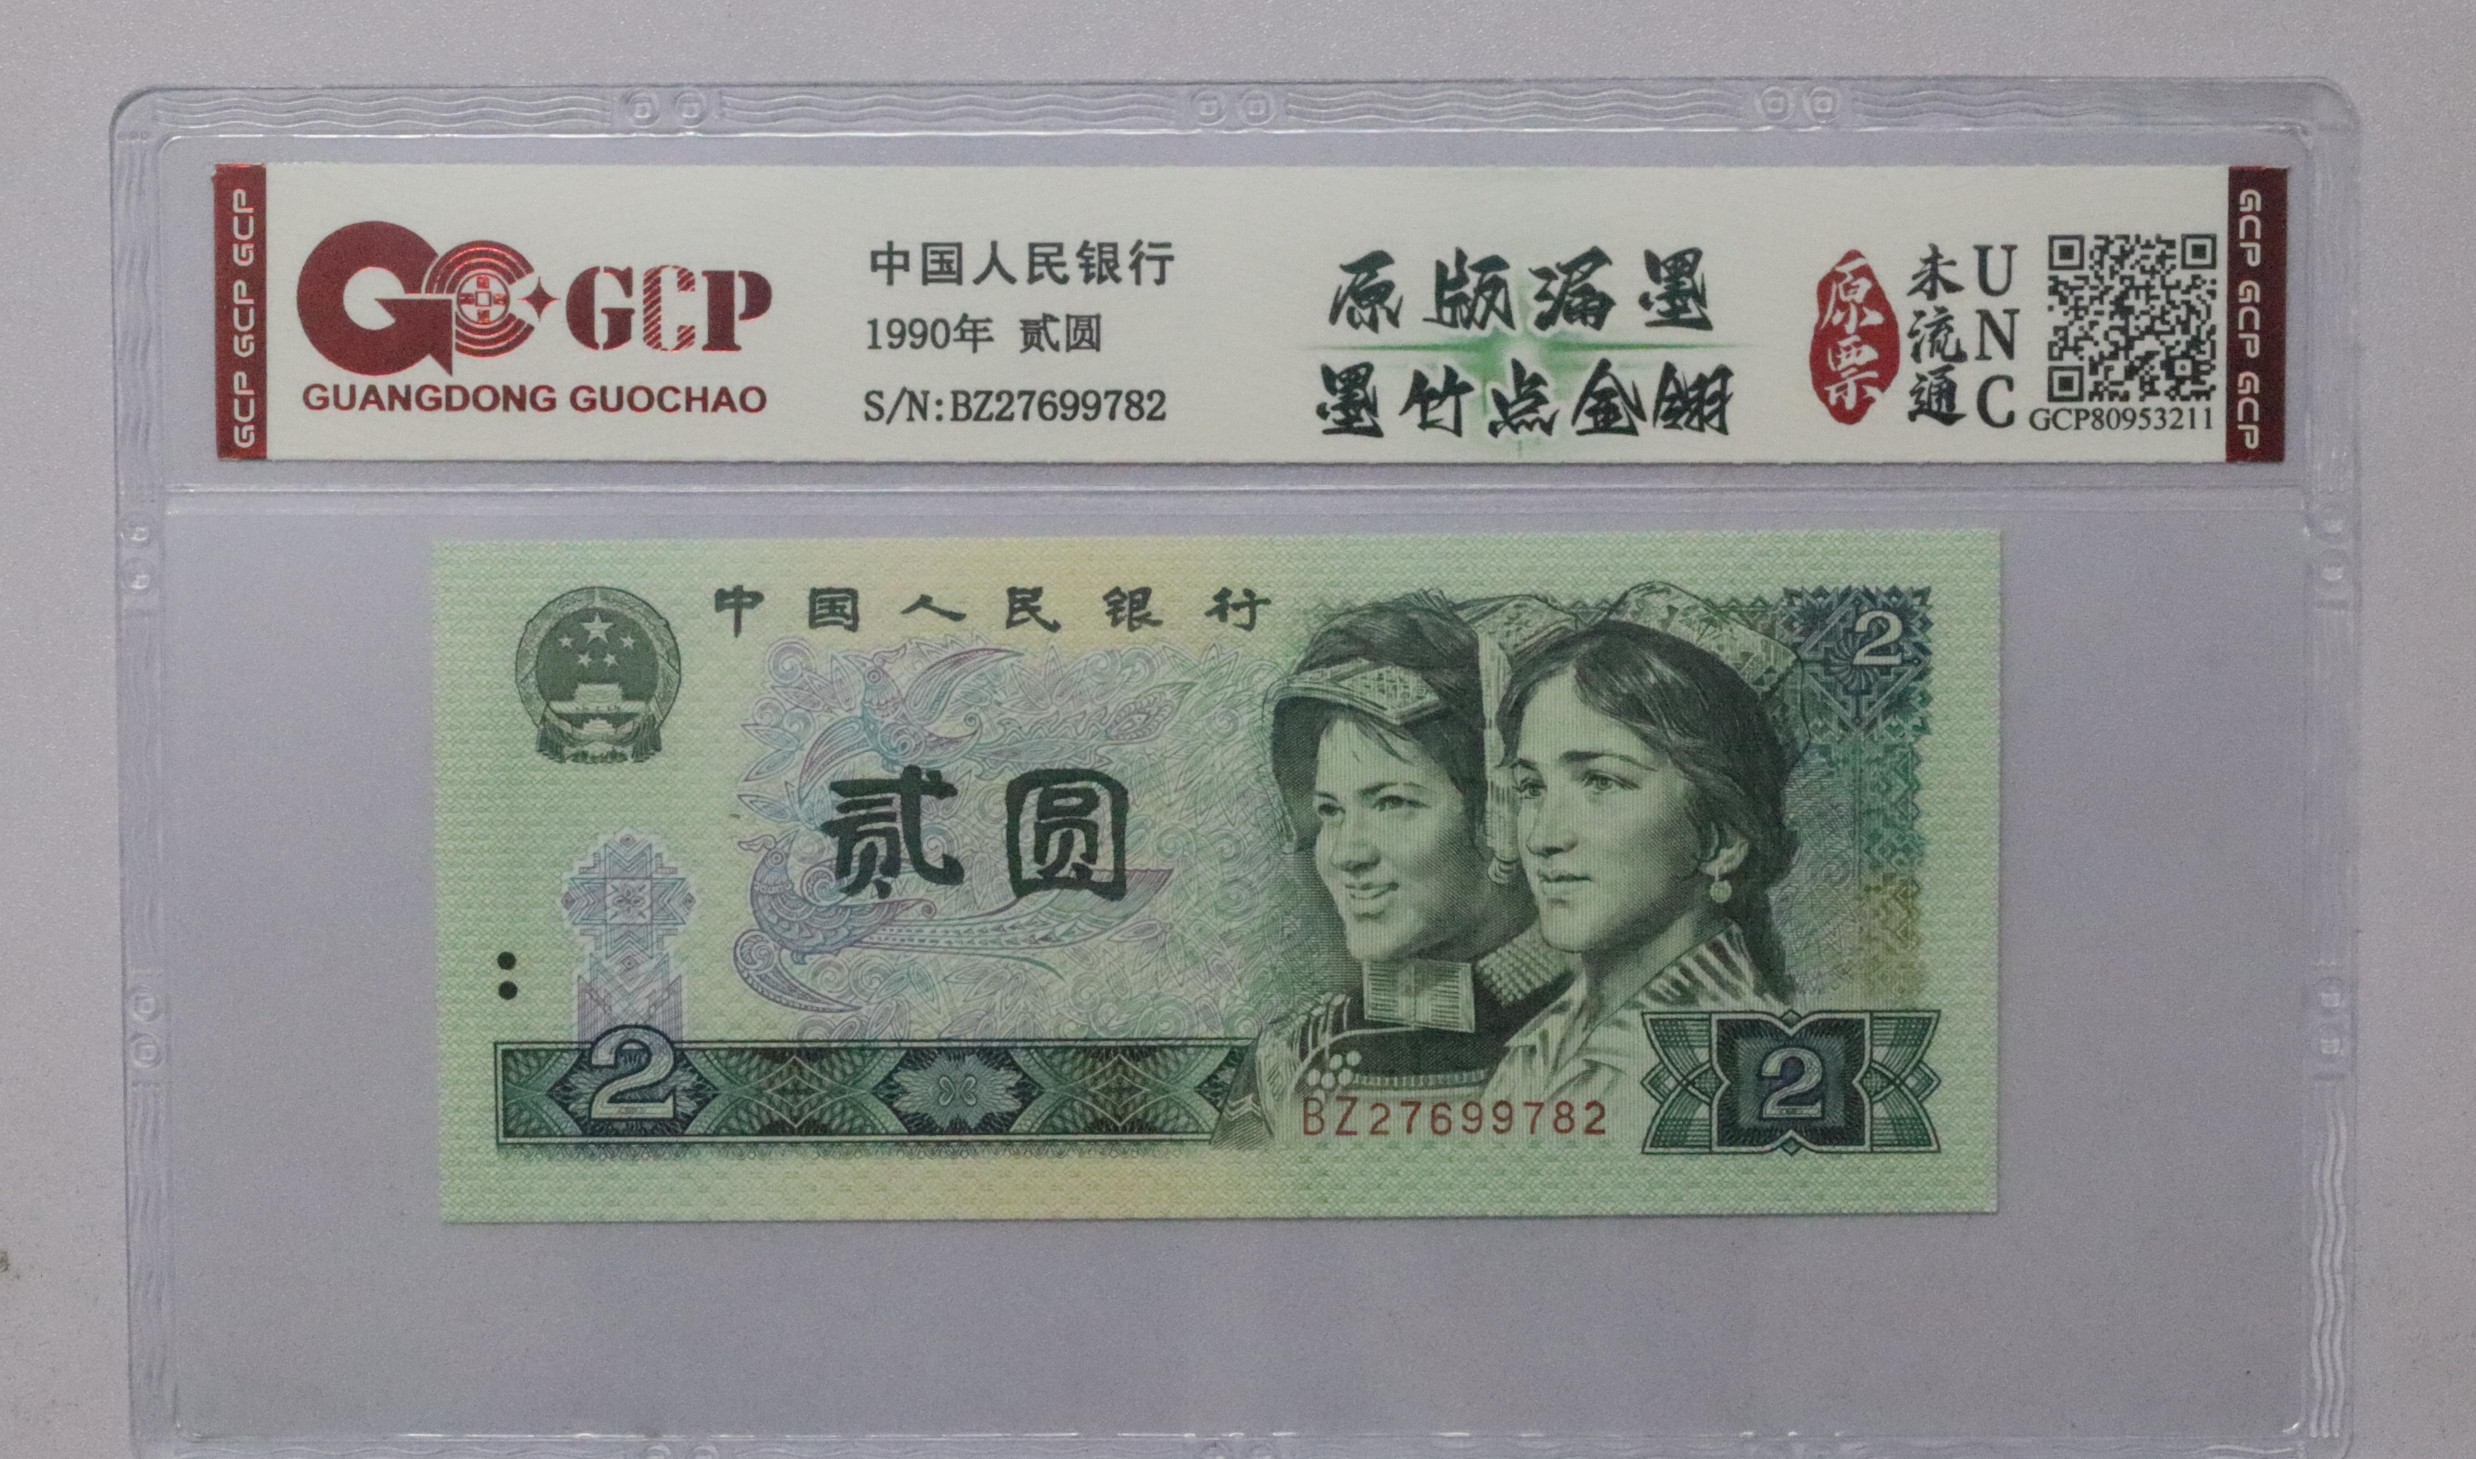 GCP GCP GCP
GCP
GUANGDONG GUOCHAO
中国人民银行
1990年 贰圆
S/N:BZ27699782
原版漏墨
墨竹点金翎
原票
未流通
UNC
GCP80953211
GCP GCP GCP
中国人民银行
2
贰圆
2
BZ27699782
2